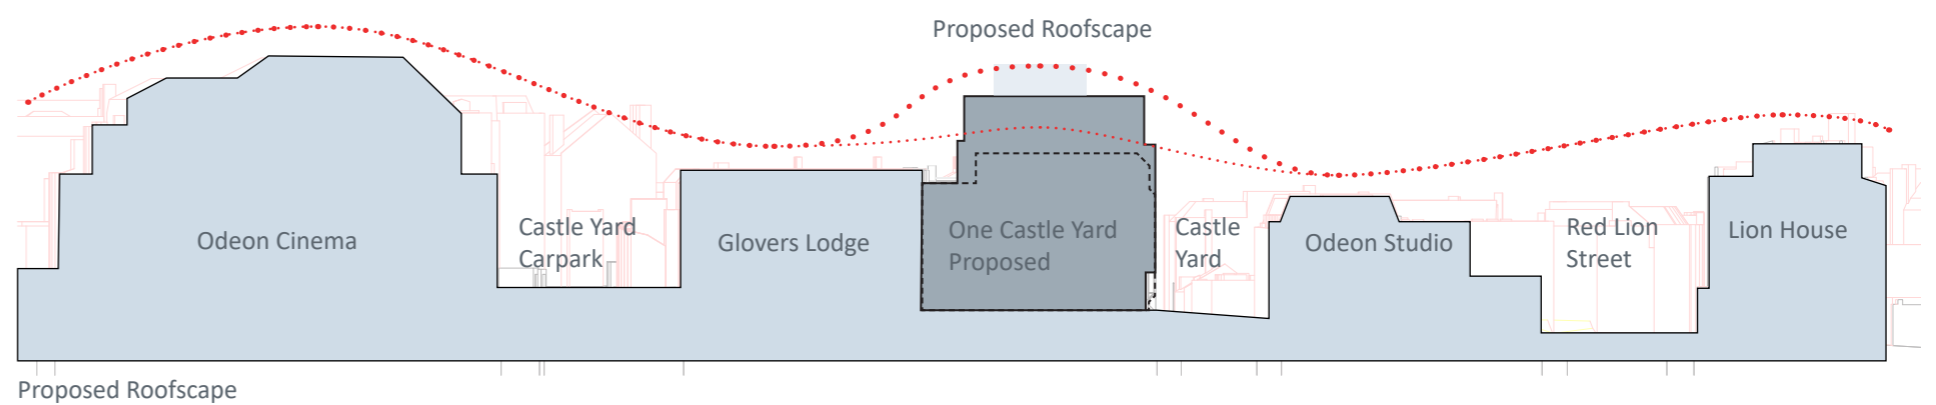 Proposed Roofscape
Odeon Cinema
Castle Yard
Carpark
Glovers Lodge
One Castle Yard
Proposed
Castle
Yard
Odeon Studio
Red Lion
Street
Lion House
Proposed Roofscape